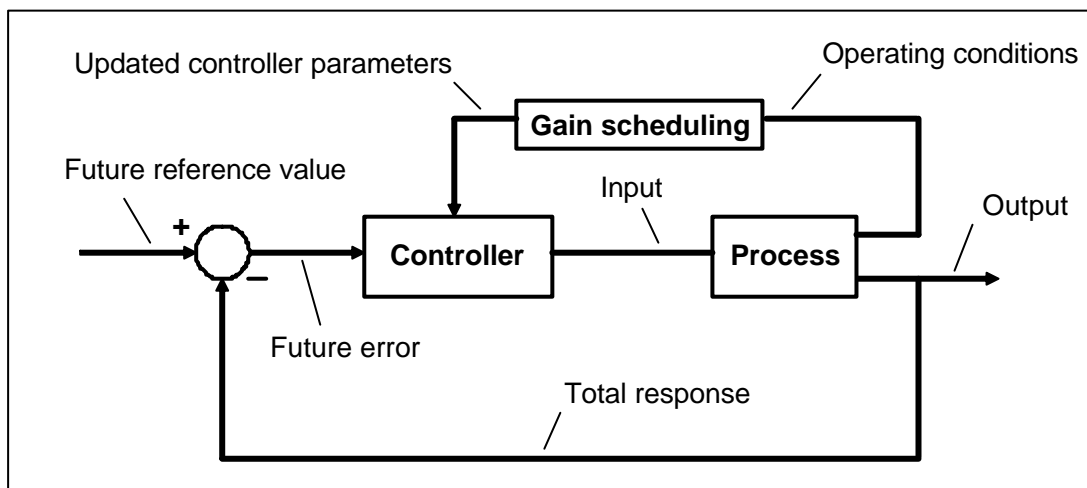 Updated controller parameters
Operating conditions
Gain scheduling
Future reference value
Input
Output
+
Controller
Process
−
Future error
Total response